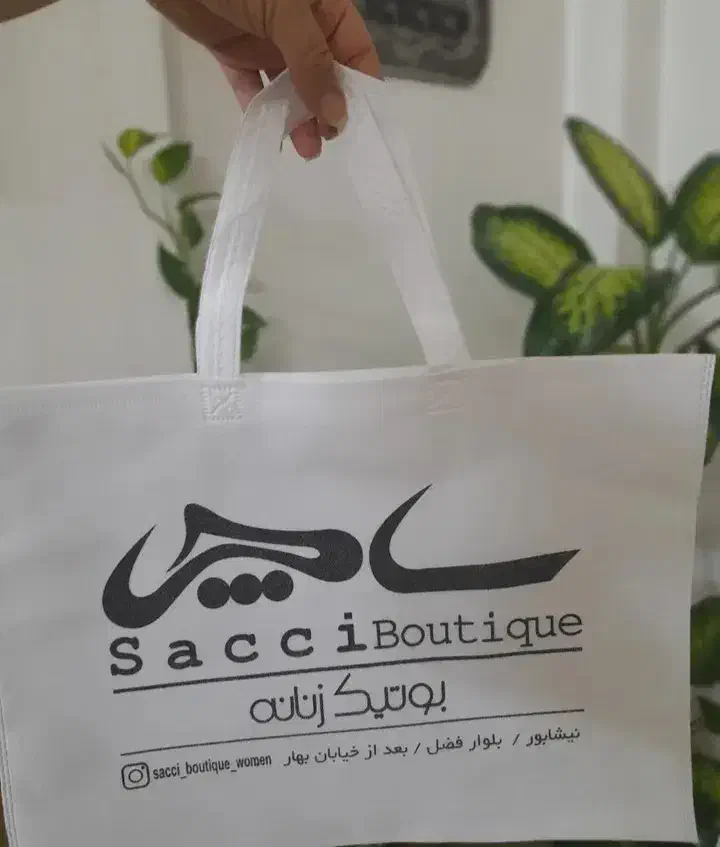 ساچی
Sacci Boutique
بوتیک زنانه
نیشابور / بلوار فضل / بعد از خیابان بهار
sacci_boutique_women